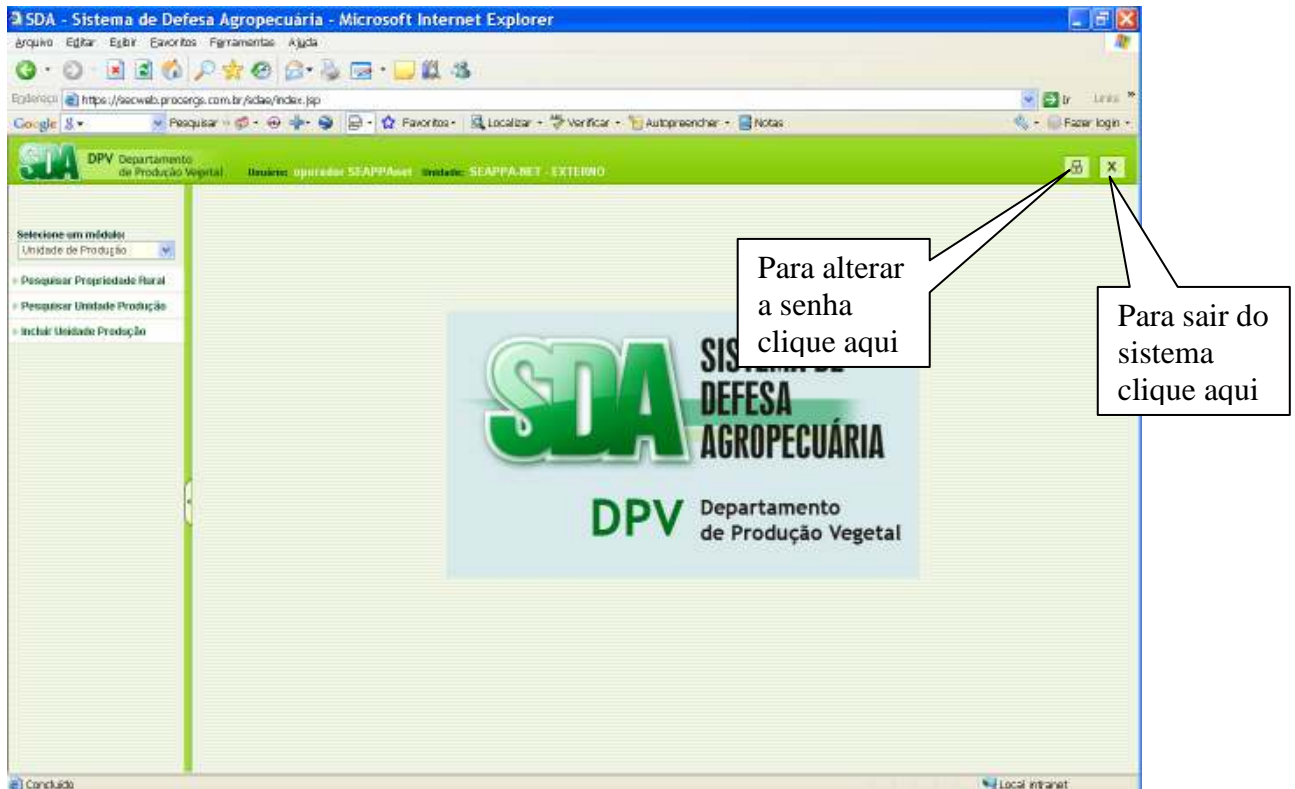 SDA - Sistema de Defesa Agropecuária - Microsoft Internet Explorer
Arquivo Editar Exibir Favoritos Ferramentas Ajuda
Endereço https://secweb.procergs.com.br/sdae/index.jsp Ir Links »
Google Pesquisar Favoritos Localizar Verificar Autopreencher Notas Fazer login
SDA DPV Departamento
de Produção Vegetal Usuário: operador SEAPPAnet Unidade: SEAPPA.NET - EXTERNO
X
Selecione um módulo:
Unidade de Produção
Pesquisar Propriedade Rural
Pesquisar Unidade Produção
Incluir Unidade Produção
Para alterar
a senha
clique aqui
Para sair do
sistema
clique aqui
SDA
DEFESA
AGROPECUÁRIA
DPV Departamento
de Produção Vegetal
Concluído Local intranet